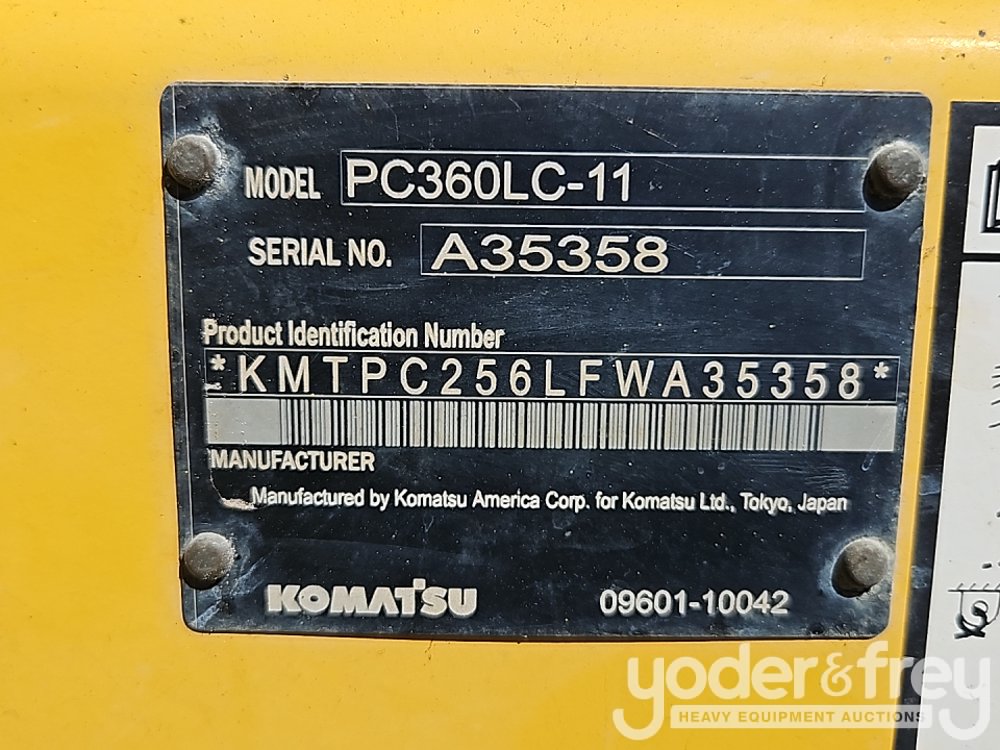 MODEL PC360LC-11
SERIAL NO. A35358
Product Identification Number
*KMTPC256LFWA35358*
MANUFACTURER
Manufactured by Komatsu America Corp. for Komatsu Ltd., Tokyo, Japan
KOMATSU 09601-10042
yoder&frey
HEAVY EQUIPMENT AUCTIONS